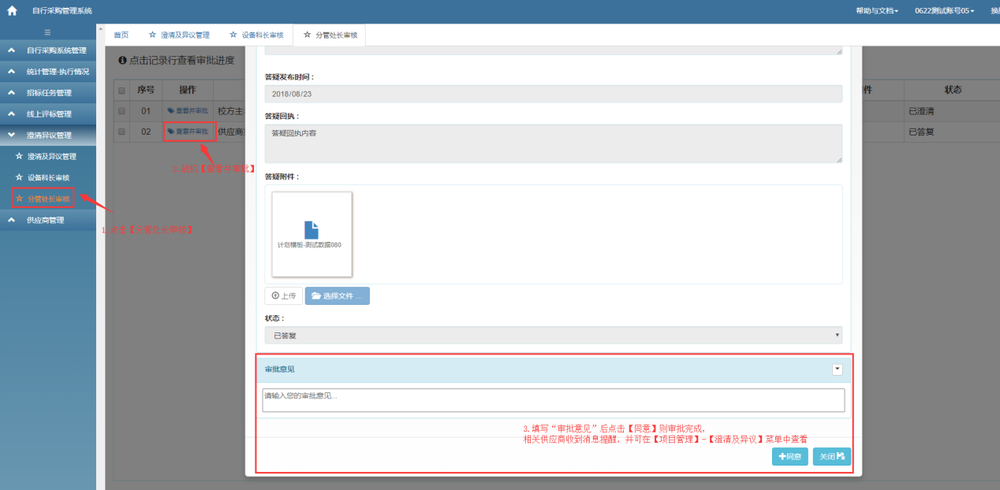 自行采购管理系统
帮助与文档
0622测试账号05
换
自行采购系统管理
统计管理-执行情况
招标任务管理
线上评标管理
澄清异议管理
澄清及异议管理
设备科长审核
分管处长审核
供应商管理
首页
澄清及异议管理
设备科长审核
分管处长审核
点击记录行查看审批进度
序号 操作 件 状态
01 查看并审批 校方主 已澄清
02 查看并审批 供应商 已答复
1.点击【分管处长审核】
【查看并审批】
答疑发布时间：
2018/08/23
答疑回执：
答疑回执内容
答疑附件：
计划模板-测试数据080
上传 选择文件 ...
状态：
已答复
审批意见
请输入您的审批意见...
3.填写“审批意见”后点击【同意】则审批完成，
相关供应商收到消息提醒，并可在【项目管理】-【澄清及异议】菜单中查看
同意 关闭